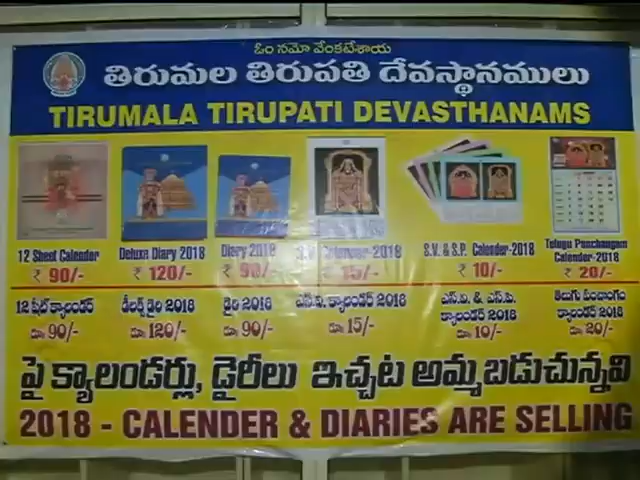 ఓం నమో వేంకటేశాయ
తిరుమల తిరుపతి దేవస్థానములు
TIRUMALA TIRUPATI DEVASTHANAMS
12 Sheet Calender
₹ 90/-
Deluxe Diary 2018
₹ 120/-
Diary 2018
₹ 90/-
Calender-2018
₹ 15/-
S.V. & S.P. Calender-2018
₹ 10/-
Telugu Panchangam
Calender-2018
₹ 20/-
12 షీట్ క్యాలండర్
రూ 90/-
డీలక్స్ డైరి 2018
రూ 120/-
డైరి 2018
రూ 90/-
ఎస్.వి. క్యాలండర్ 2018
రూ 15/-
ఎస్.వి. & ఎస్.పి.
క్యాలండర్ 2018
రూ 10/-
తెలుగు పంచాంగం
క్యాలండర్ 2018
రూ 20/-
పై క్యాలండర్లు, డైరీలు ఇచ్చట అమ్మబడుచున్నవి
2018 - CALENDER & DIARIES ARE SELLING